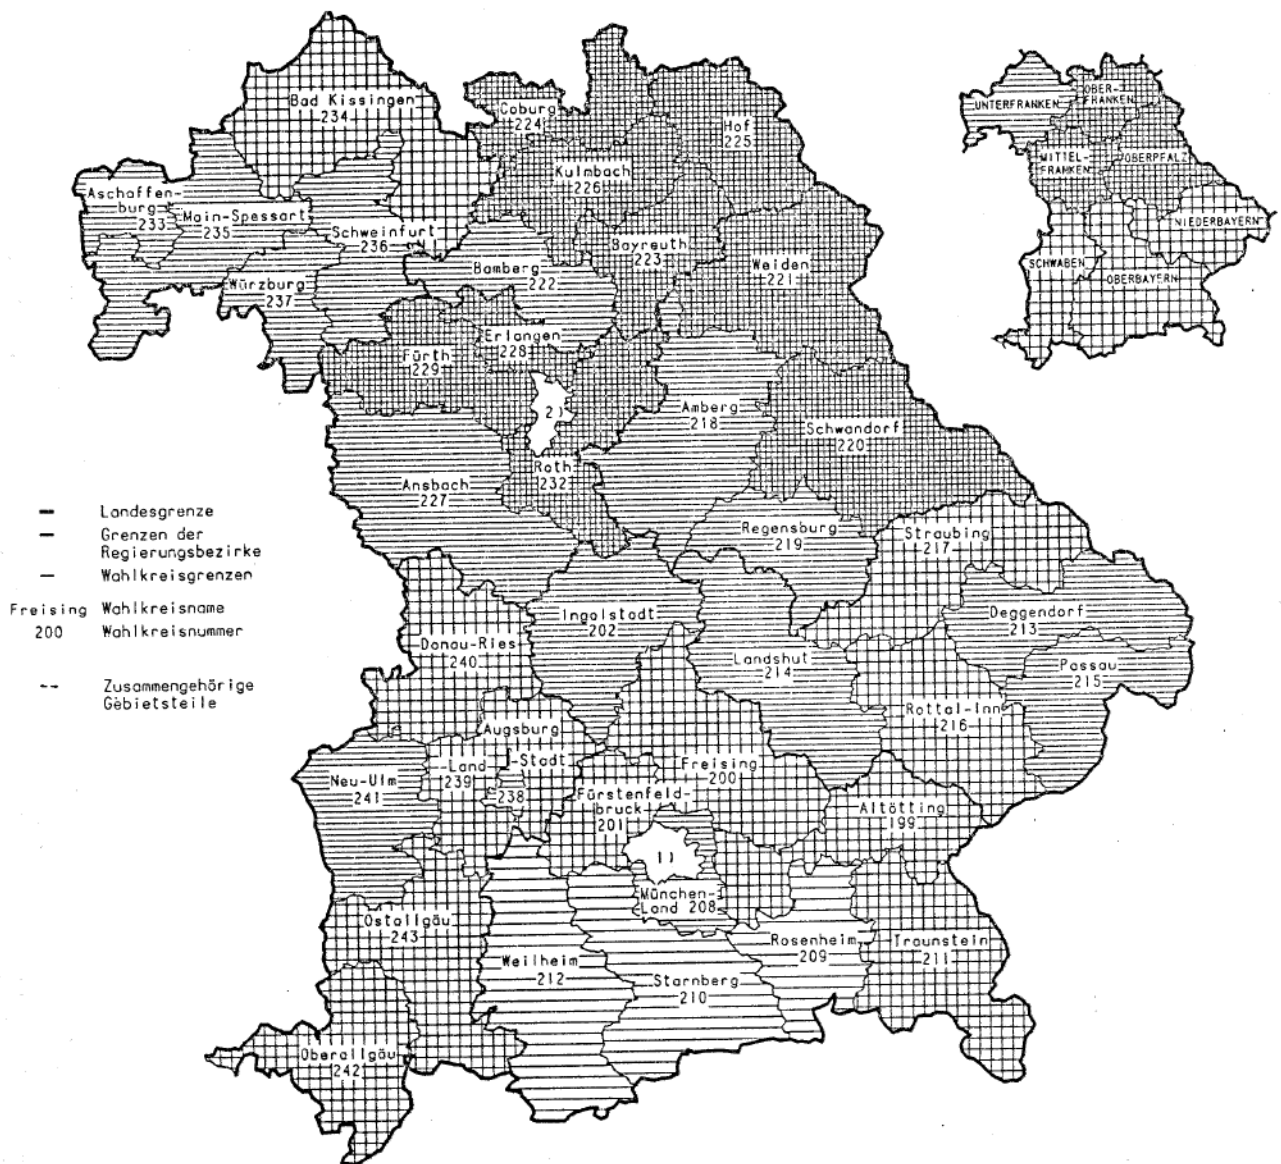 Bad Kissingen
234
Coburg
224
Hof
225
Kulmbach
226
Aschaffen-
burg
233
Main-Spessart
235
Schweinfurt
236
Bayreuth
223
Weiden
221
Bamberg
222
Würzburg
237
Erlangen
228
Fürth
229
2)
Amberg
218
Schwandorf
220
Roth
232
Ansbach
227
Regensburg
219
Straubing
217
Ingolstadt
202
Deggendorf
213
Donau-Ries
240
Landshut
214
Passau
215
Rottal-Inn
216
Augsburg
-Land
239
-Stadt
238
Neu-Ulm
241
Freising
200
Fürstenfeld-
bruck
201
Altötting
199
1)
München-
Land 208
Ostallgäu
243
Rosenheim
209
Traunstein
211
Weilheim
212
Starnberg
210
Oberallgäu
242
UNTERFRANKEN
OBER-
FRANKEN
MITTEL-
FRANKEN
OBERPFALZ
NIEDERBAYERN
SCHWABEN
OBERBAYERN
Landesgrenze
Grenzen der
Regierungsbezirke
Wahlkreisgrenzen
Freising Wahlkreisname
200 Wahlkreisnummer
Zusammengehörige
Gebietsteile